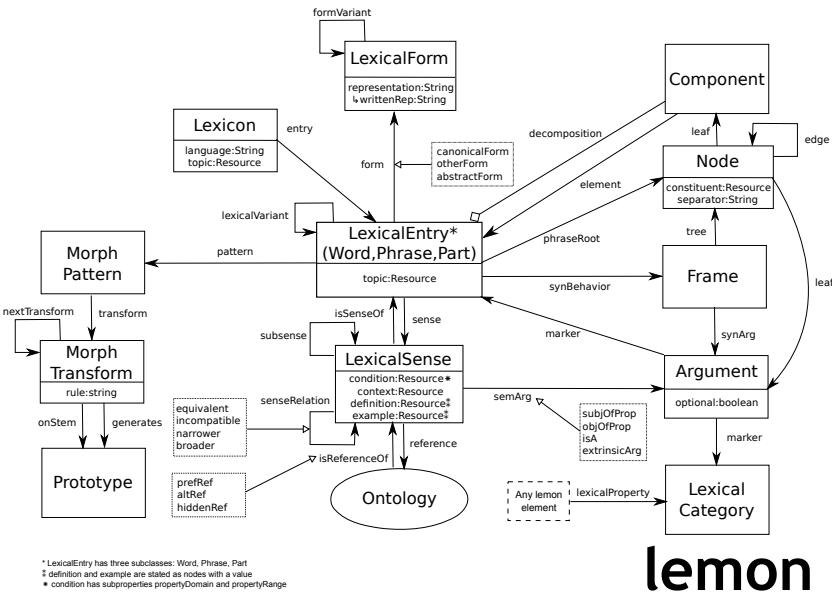 formVariant
LexicalForm
representation:String
↳writtenRep:String
Component
Lexicon
language:String
topic:Resource
entry
decomposition
leaf
edge
form
canonicalForm
otherForm
abstractForm
element
Node
constituent:Resource
separator:String
lexicalVariant
LexicalEntry*
(Word,Phrase,Part)
topic:Resource
phraseRoot
tree
Morph
Pattern
pattern
synBehavior
Frame
leaf
nextTransform
transform
isSenseOf
sense
marker
synArg
subsense
Morph
Transform
rule:string
LexicalSense
condition:Resource✷
context:Resource
definition:Resource⁑
example:Resource⁑
Argument
optional:boolean
semArg
senseRelation
equivalent
incompatible
narrower
broader
subjOfProp
objOfProp
isA
extrinsicArg
onStem
generates
marker
reference
isReferenceOf
Prototype
prefRef
altRef
hiddenRef
Ontology
Any lemon
element
lexicalProperty
Lexical
Category
* LexicalEntry has three subclasses: Word, Phrase, Part
⁑ definition and example are stated as nodes with a value
✷ condition has subproperties propertyDomain and propertyRange
lemon